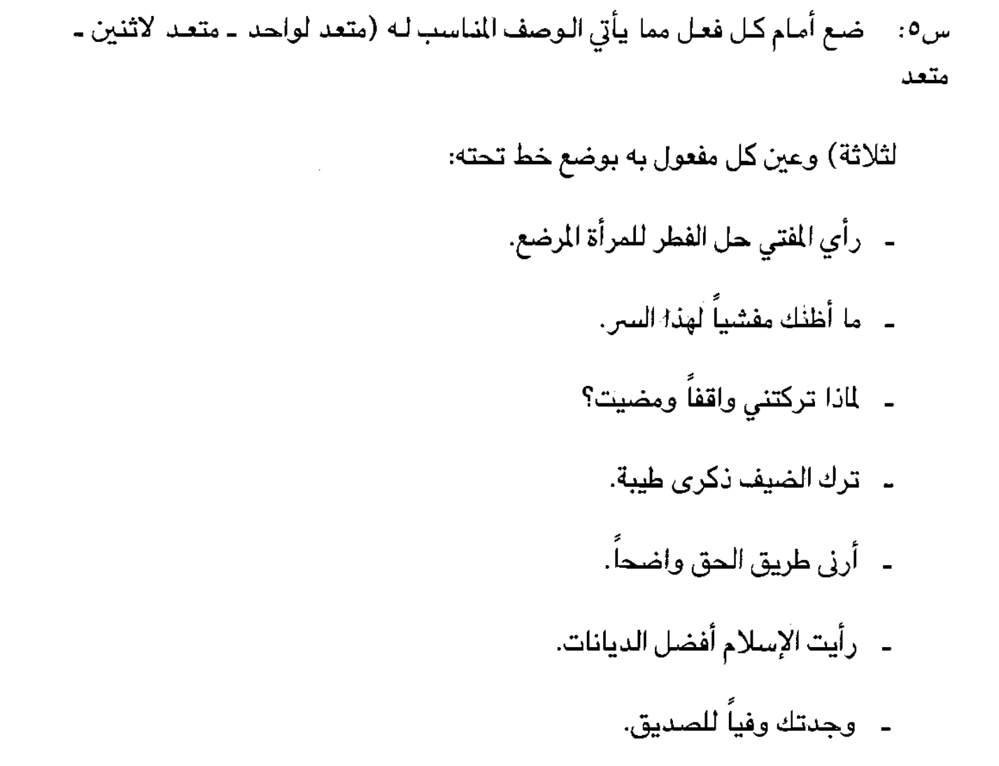 س٥: ضع أمام كل فعل مما يأتي الوصف المناسب له (متعد لواحد ـ متعد لاثنين ـ
متعد
لثلاثة) وعين كل مفعول به بوضع خط تحته:
ـ رأي المفتي حل الفطر للمرأة المرضع.
ـ ما أظنك مفشياً لهذا السر.
ـ لماذا تركتني واقفاً ومضيت؟
ـ ترك الضيف ذكرى طيبة.
ـ أرنى طريق الحق واضحاً.
ـ رأيت الإسلام أفضل الديانات.
ـ وجدتك وفياً للصديق.